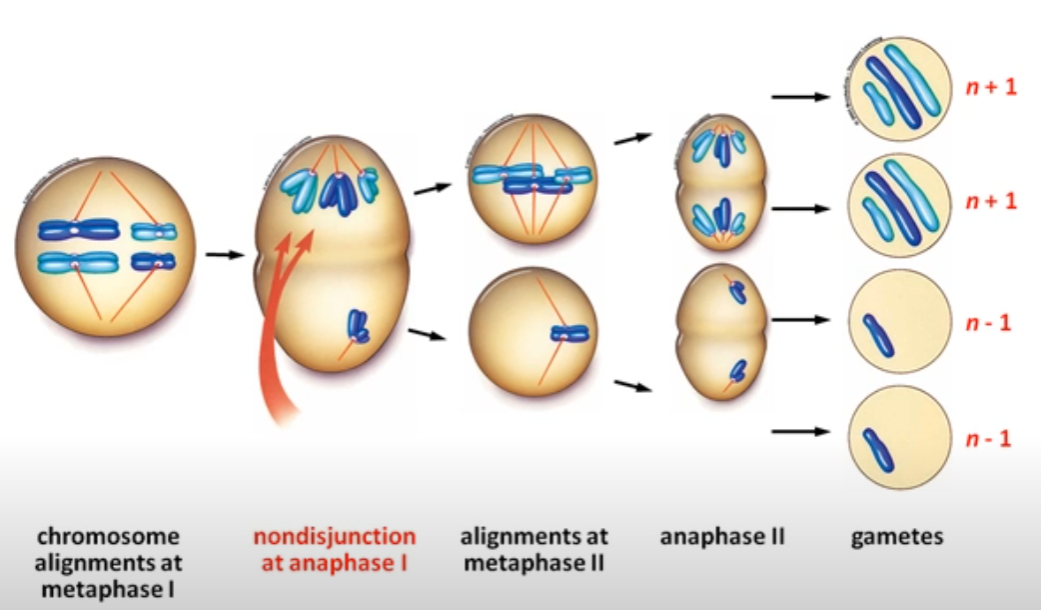 n + 1
n + 1
n - 1
n - 1
chromosome
alignments at
metaphase I
nondisjunction
at anaphase I
alignments at
metaphase II
anaphase II
gametes